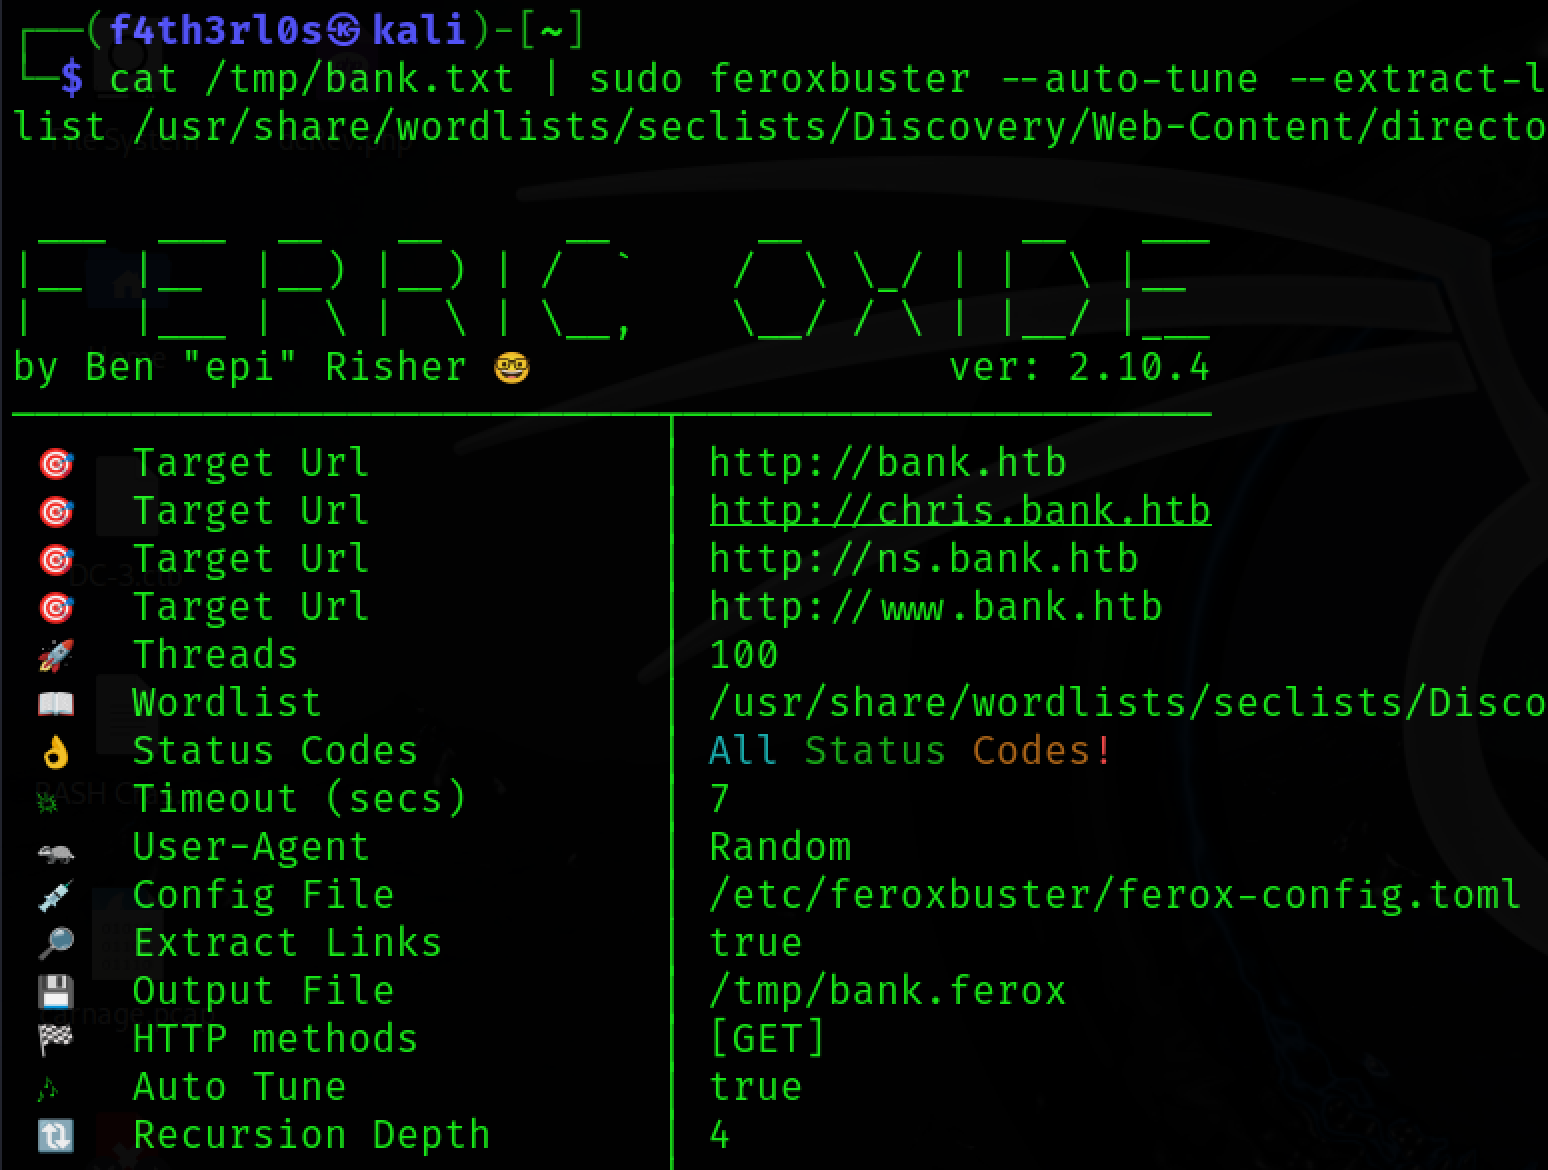 (f4th3rl0s㉿kali)-[~]
$ cat /tmp/bank.txt | sudo feroxbuster --auto-tune --extract-l
list /usr/share/wordlists/seclists/Discovery/Web-Content/directo
FERRIC OXIDE
by Ben "epi" Risher 🤓 ver: 2.10.4
🎯 Target Url │ http://bank.htb
🎯 Target Url │ http://chris.bank.htb
🎯 Target Url │ http://ns.bank.htb
🎯 Target Url │ http://www.bank.htb
🚀 Threads │ 100
📖 Wordlist │ /usr/share/wordlists/seclists/Disco
👌 Status Codes │ All Status Codes!
💥 Timeout (secs) │ 7
🦡 User-Agent │ Random
💉 Config File │ /etc/feroxbuster/ferox-config.toml
🔎 Extract Links │ true
💾 Output File │ /tmp/bank.ferox
🏁 HTTP methods │ [GET]
🎶 Auto Tune │ true
🔃 Recursion Depth │ 4